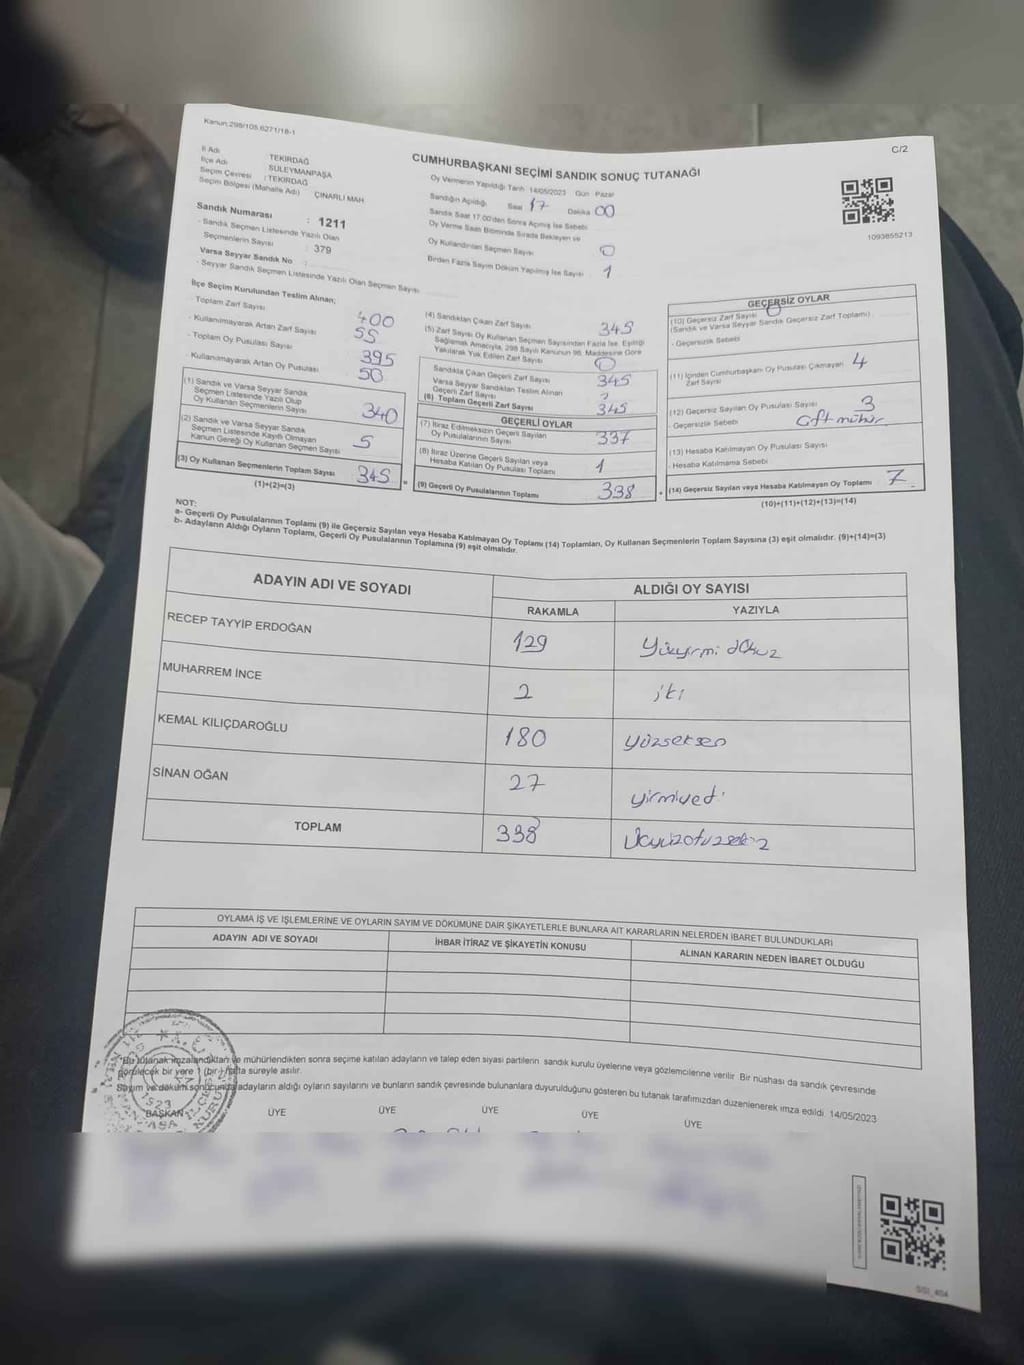 Kanun;298/105,6271/18-1
C/2
CUMHURBAŞKANI SEÇİMİ SANDIK SONUÇ TUTANAĞI
İl Adı TEKİRDAĞ
İlçe Adı SÜLEYMANPAŞA
Seçim Çevresi : TEKİRDAĞ
Seçim Bölgesi (Mahalle Adı) ÇINARLI MAH
Sandık Numarası : 1211
- Sandık Seçmen Listesinde Yazılı Olan
Seçmenlerin Sayısı : 379
Varsa Seyyar Sandık No :
- Seyyar Sandık Seçmen Listesinde Yazılı Olan Seçmen Sayısı
Oy Vermenin Yapıldığı Tarih 14/05/2023 Gün Pazar
Sandığın Açıldığı Saat 17 Dakika 00
Sandık Saat 17.00'den Sonra Açılmış İse Sebebi
Oy Verme Saati Bitiminde Sırada Bekleyen ve
Oy Kullandırılan Seçmen Sayısı 0
Birden Fazla Sayım Döküm Yapılmış İse Sayısı 1
1093855213
İlçe Seçim Kurulundan Teslim Alınan;
- Toplam Zarf Sayısı 400
- Kullanılmayarak Artan Zarf Sayısı 55
- Toplam Oy Pusulası Sayısı 395
- Kullanılmayarak Artan Oy Pusulası 50
(1) Sandık ve Varsa Seyyar Sandık
Seçmen Listesinde Yazılı Olup
Oy Kullanan Seçmenlerin Sayısı 340
(2) Sandık ve Varsa Seyyar Sandık
Seçmen Listesinde Kayıtlı Olmayan
Kanun Gereği Oy Kullanan Seçmen Sayısı 5
(3) Oy Kullanan Seçmenlerin Toplam Sayısı 345
(1)+(2)=(3)
(4) Sandıktan Çıkan Zarf Sayısı 345
(5) Zarf Sayısı Oy Kullanan Seçmen Sayısından Fazla İse, Eşitliği
Sağlamak Amacıyla, 298 Sayılı Kanunun 98. Maddesine Göre
Yakılarak Yok Edilen Zarf Sayısı 0
Sandıkta Çıkan Geçerli Zarf Sayısı 345
Varsa Seyyar Sandıktan Teslim Alınan
Geçerli Zarf Sayısı
(6) Toplam Geçerli Zarf Sayısı 345
GEÇERLİ OYLAR
(7) İtiraz Edilmeksizin Geçerli Sayılan
Oy Pusulalarının Sayısı 337
(8) İtiraz Üzerine Geçerli Sayılan veya
Hesaba Katılan Oy Pusulası Toplamı 1
(9) Geçerli Oy Pusulalarının Toplamı 338
GEÇERSİZ OYLAR
(10) Geçersiz Zarf Sayısı 0
(Sandık ve Varsa Seyyar Sandık Geçersiz Zarf Toplamı)
- Geçersizlik Sebebi
(11) İçinden Cumhurbaşkanı Oy Pusulası Çıkmayan
Zarf Sayısı 4
(12) Geçersiz Sayılan Oy Pusulası Sayısı 3
- Geçersizlik Sebebi Çift mühür
(13) Hesaba Katılmayan Oy Pusulası Sayısı
- Hesaba Katılmama Sebebi
(14) Geçersiz Sayılan veya Hesaba Katılmayan Oy Toplamı 7
(10)+(11)+(12)+(13)=(14)
NOT:
a- Geçerli Oy Pusulalarının Toplamı (9) ile Geçersiz Sayılan veya Hesaba Katılmayan Oy Toplamı (14) Toplamları, Oy Kullanan Seçmenlerin Toplam Sayısına (3) eşit olmalıdır. (9)+(14)=(3)
b- Adayların Aldığı Oyların Toplamı, Geçerli Oy Pusulalarının Toplamına (9) eşit olmalıdır.
ADAYIN ADI VE SOYADI ALDIĞI OY SAYISI
RAKAMLA YAZIYLA
RECEP TAYYİP ERDOĞAN 129 Yüzyirmi dokuz
MUHARREM İNCE 2 iki
KEMAL KILIÇDAROĞLU 180 yüzseksen
SİNAN OĞAN 27 yirmiyedi
TOPLAM 338 Üçyüzotuzsekiz
OYLAMA İŞ VE İŞLEMLERİNE VE OYLARIN SAYIM VE DÖKÜMÜNE DAİR ŞİKAYETLERLE BUNLARA AİT KARARLARIN NELERDEN İBARET BULUNDUKLARI
ADAYIN ADI VE SOYADI İHBAR İTİRAZ VE ŞİKAYETİN KONUSU ALINAN KARARIN NEDEN İBARET OLDUĞU
Bu tutanak imzalandıktan ve mühürlendikten sonra seçime katılan adayların ve talep eden siyasi partilerin sandık kurulu üyelerine veya gözlemcilerine verilir. Bir nüshası da sandık çevresinde
görülecek bir yere 1 (bir) hafta süreyle asılır.
Sayım ve döküm sonucunda adayların aldığı oyların sayılarını ve bunların sandık çevresinde bulunanlara duyurulduğunu gösteren bu tutanak tarafımızdan düzenlenerek imza edildi. 14/05/2023
BAŞKAN ÜYE ÜYE ÜYE ÜYE ÜYE
1923
SSI_404